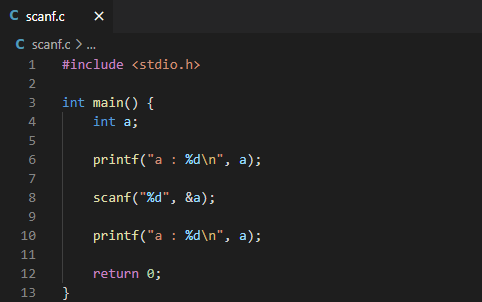 C scanf.c ×
C scanf.c > ...
1 #include <stdio.h>
2
3 int main() {
4     int a;
5
6     printf("a : %d\n", a);
7
8     scanf("%d", &a);
9
10     printf("a : %d\n", a);
11
12     return 0;
13 }